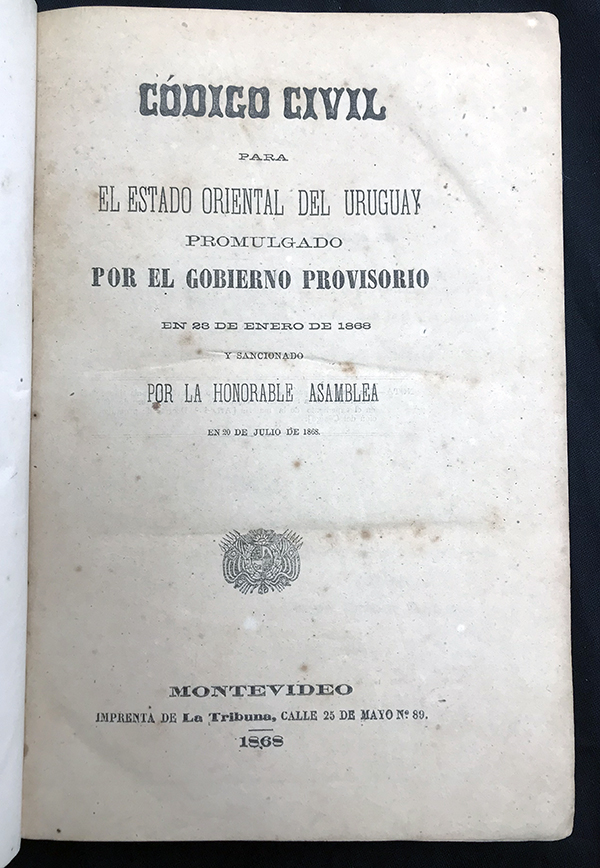 CÓDIGO CIVIL
PARA
EL ESTADO ORIENTAL DEL URUGUAY
PROMULGADO
POR EL GOBIERNO PROVISORIO
EN 23 DE ENERO DE 1868
Y SANCIONADO
POR LA HONORABLE ASAMBLEA
EN 20 DE JULIO DE 1868.
MONTEVIDEO
IMPRENTA DE La Tribuna, CALLE 25 DE MAYO Nº 89.
1868